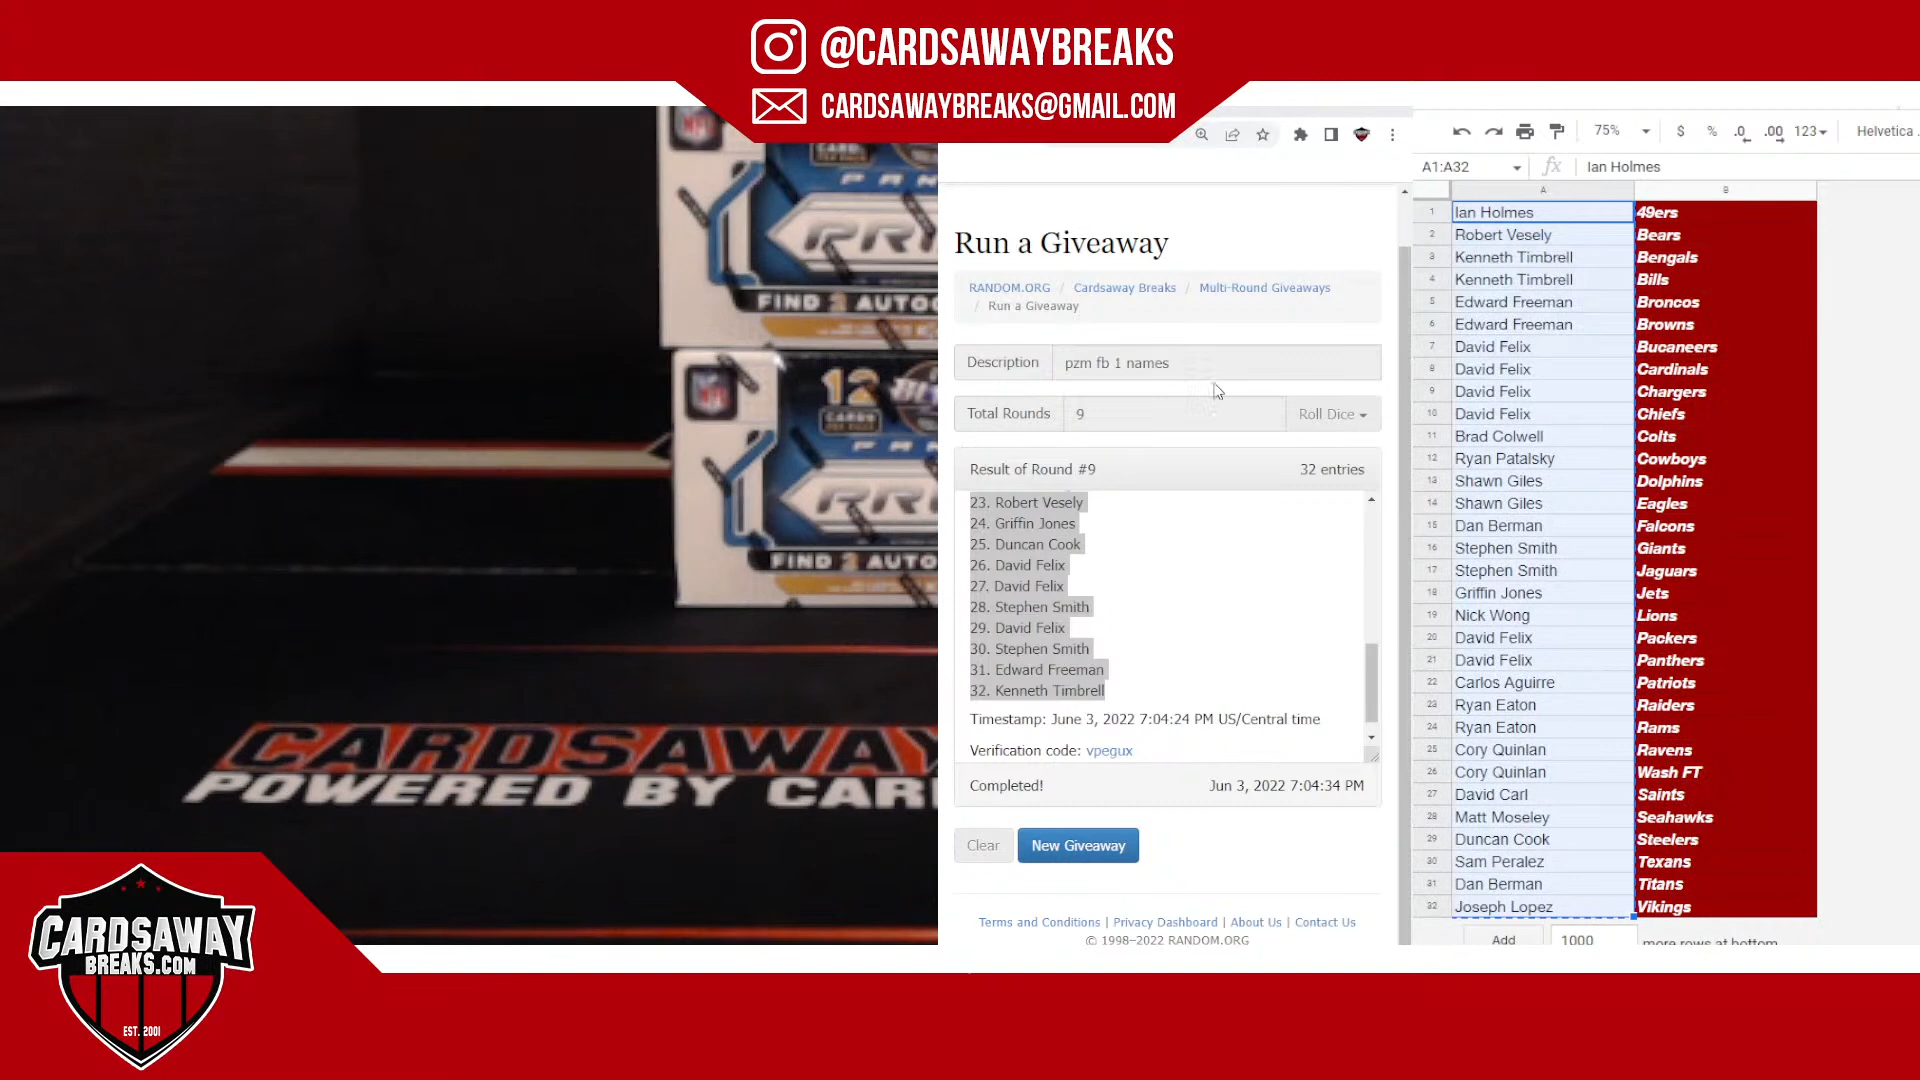 @CARDSAWAYBREAKS
CARDSAWAYBREAKS@GMAIL.COM
Run a Giveaway
RANDOM.ORG / Cardsaway Breaks / Multi-Round Giveaways
/ Run a Giveaway
Description pzm fb 1 names
Total Rounds 9 Roll Dice
Result of Round #9 32 entries
23. Robert Vesely
24. Griffin Jones
25. Duncan Cook
26. David Felix
27. David Felix
28. Stephen Smith
29. David Felix
30. Stephen Smith
31. Edward Freeman
32. Kenneth Timbrell
Timestamp: June 3, 2022 7:04:24 PM US/Central time
Verification code: vpegux
Completed! Jun 3, 2022 7:04:34 PM
Clear New Giveaway
Terms and Conditions | Privacy Dashboard | About Us | Contact Us
© 1998–2022 RANDOM.ORG
75% $ % .0 .00 123 Helvetica ..
A1:A32 fx Ian Holmes
A B
1 Ian Holmes 49ers
2 Robert Vesely Bears
3 Kenneth Timbrell Bengals
4 Kenneth Timbrell Bills
5 Edward Freeman Broncos
6 Edward Freeman Browns
7 David Felix Bucaneers
8 David Felix Cardinals
9 David Felix Chargers
10 David Felix Chiefs
11 Brad Colwell Colts
12 Ryan Patalsky Cowboys
13 Shawn Giles Dolphins
14 Shawn Giles Eagles
15 Dan Berman Falcons
16 Stephen Smith Giants
17 Stephen Smith Jaguars
18 Griffin Jones Jets
19 Nick Wong Lions
20 David Felix Packers
21 David Felix Panthers
22 Carlos Aguirre Patriots
23 Ryan Eaton Raiders
24 Ryan Eaton Rams
25 Cory Quinlan Ravens
26 Cory Quinlan Wash FT
27 David Carl Saints
28 Matt Moseley Seahawks
29 Duncan Cook Steelers
30 Sam Peralez Texans
31 Dan Berman Titans
32 Joseph Lopez Vikings
Add 1000 more rows at bottom
NFL
FIND 2 AUTO
NFL
12
CARDS
FIND 2 AUTO
CARDSAWAY
POWERED BY CAR
CARDSAWAY
BREAKS.COM
EST. 2001